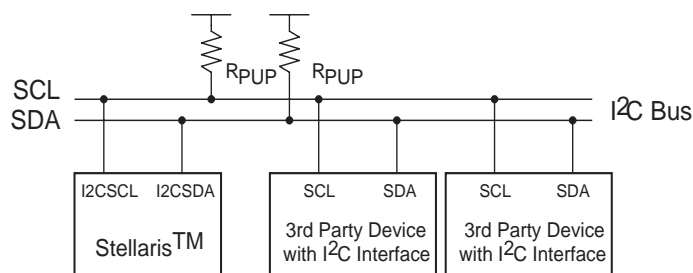 RPUP RPUP
SCL
SDA
I2C Bus
I2CSCL I2CSDA SCL SDA SCL SDA
StellarisTM
3rd Party Device
with I2C Interface
3rd Party Device
with I2C Interface